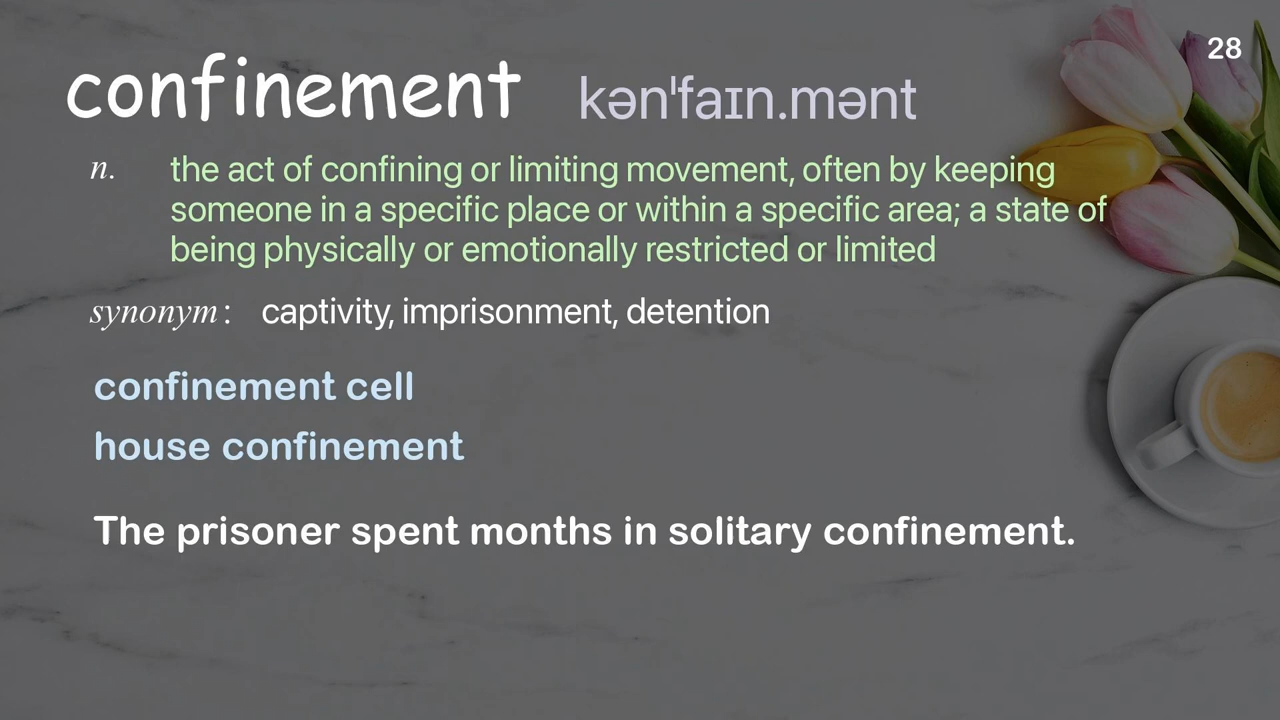 28
confinement kənˈfaɪn.mənt
n. the act of confining or limiting movement, often by keeping
someone in a specific place or within a specific area; a state of
being physically or emotionally restricted or limited
synonym: captivity, imprisonment, detention
confinement cell
house confinement
The prisoner spent months in solitary confinement.